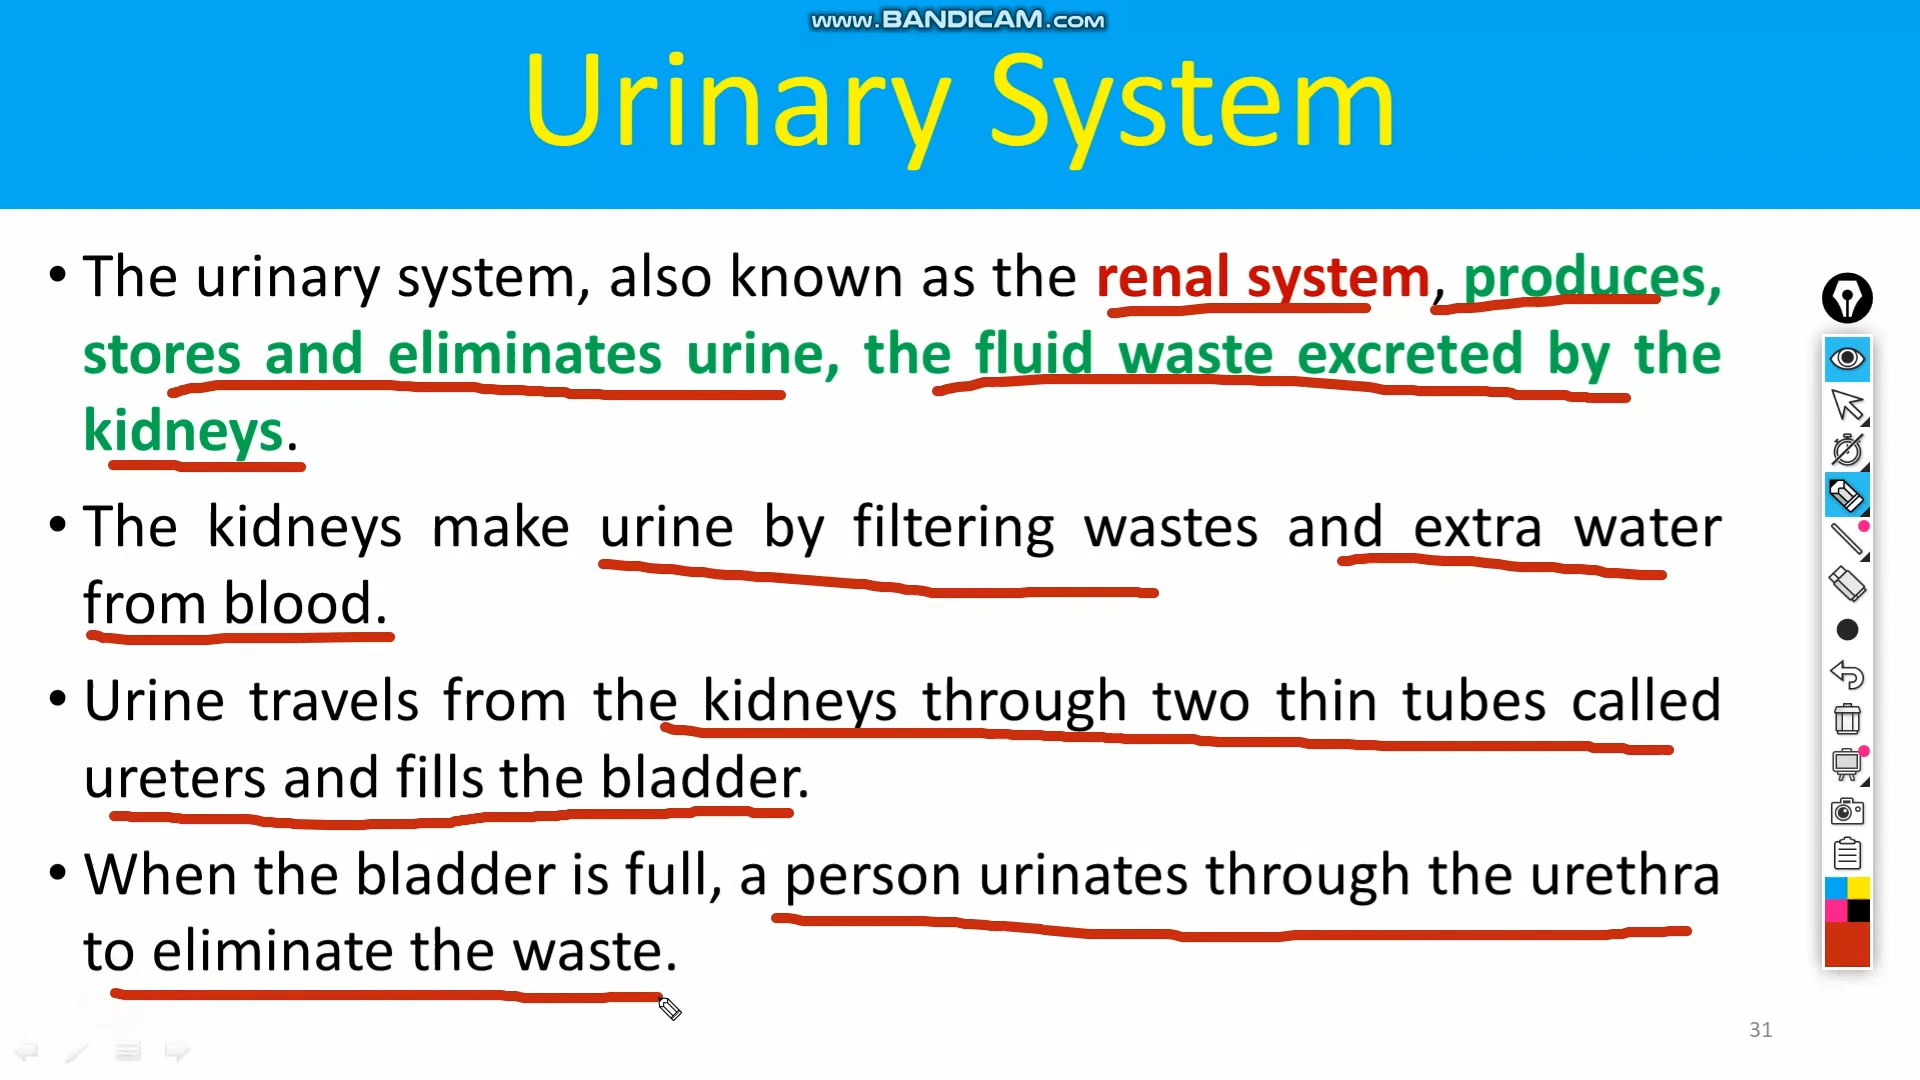 www.BANDICAM.com
Urinary System
• The urinary system, also known as the renal system, produces,
stores and eliminates urine, the fluid waste excreted by the
kidneys.
• The kidneys make urine by filtering wastes and extra water
from blood.
• Urine travels from the kidneys through two thin tubes called
ureters and fills the bladder.
• When the bladder is full, a person urinates through the urethra
to eliminate the waste.
31